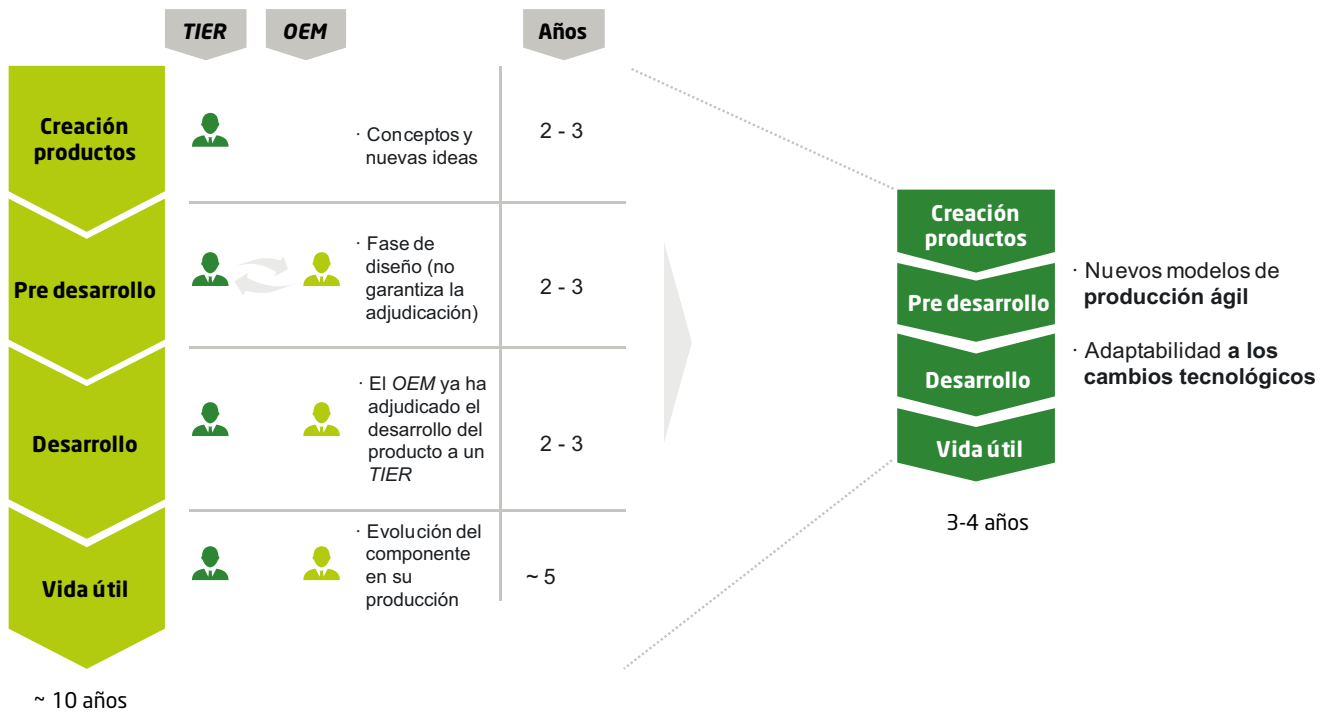 TIER
OEM
Años
Creación
productos
· Conceptos y
nuevas ideas
2 - 3
Pre desarrollo
· Fase de
diseño (no
garantiza la
adjudicación)
2 - 3
Desarrollo
· El OEM ya ha
adjudicado el
desarrollo del
producto a un
TIER
2 - 3
Vida útil
· Evolución del
componente
en su
producción
~ 5
~ 10 años
Creación
productos
Pre desarrollo
Desarrollo
Vida útil
3-4 años
· Nuevos modelos de
producción ágil
· Adaptabilidad a los
cambios tecnológicos